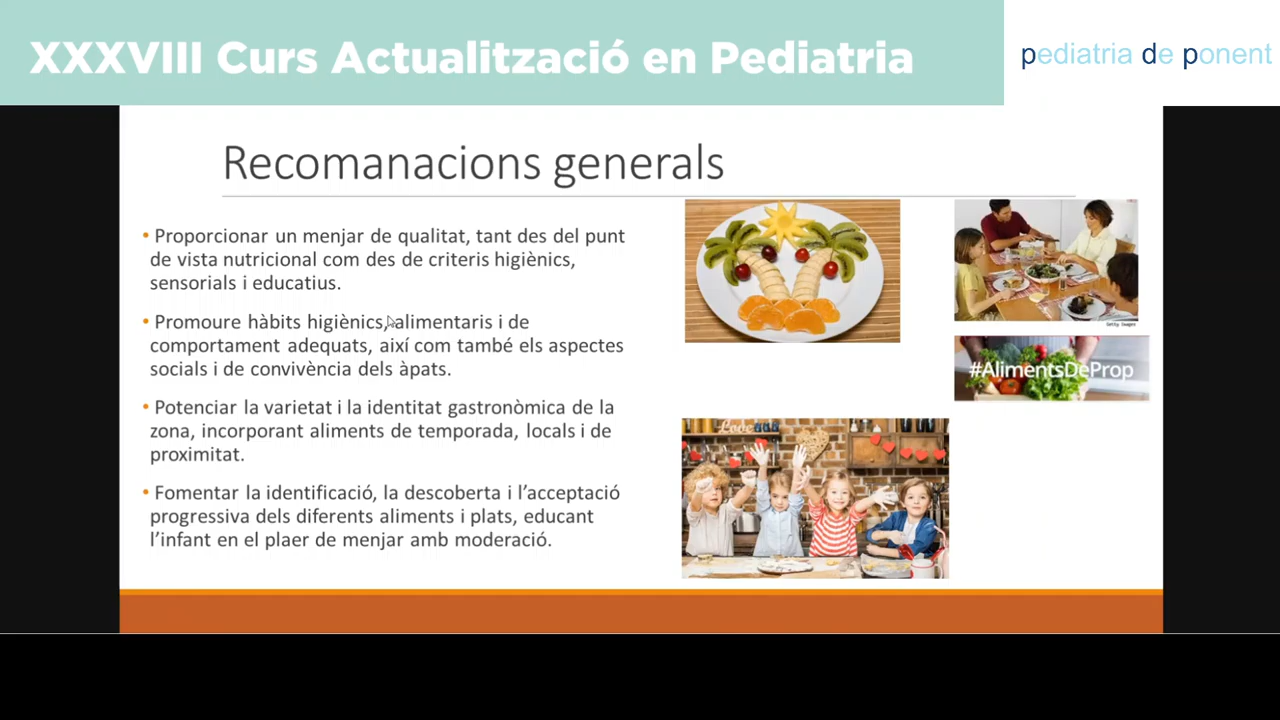 XXXVIII Curs Actualització en Pediatria
pediatria de ponent
Recomanacions generals
• Proporcionar un menjar de qualitat, tant des del punt
de vista nutricional com des de criteris higiènics,
sensorials i educatius.
• Promoure hàbits higiènics, alimentaris i de
comportament adequats, així com també els aspectes
socials i de convivència dels àpats.
• Potenciar la varietat i la identitat gastronòmica de la
zona, incorporant aliments de temporada, locals i de
proximitat.
• Fomentar la identificació, la descoberta i l'acceptació
progressiva dels diferents aliments i plats, educant
l'infant en el plaer de menjar amb moderació.
Getty Images
#AlimentsDeProp
Love